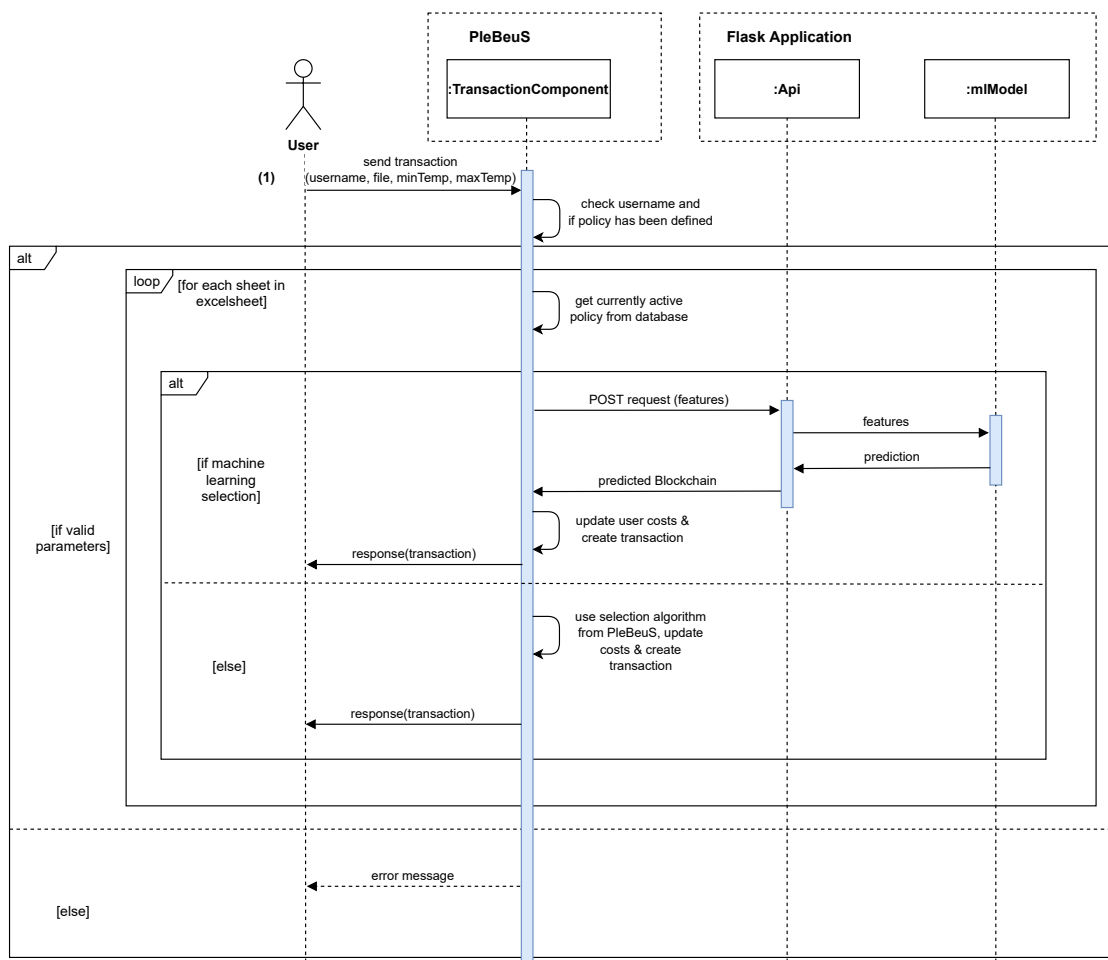 PleBeuS
Flask Application
:TransactionComponent
:Api
:mlModel
User
(1)
send transaction
(username, file, minTemp, maxTemp)
check username and
if policy has been defined
alt
loop
[for each sheet in
excelsheet]
get currently active
policy from database
alt
POST request (features)
features
[if machine
learning
selection]
prediction
predicted Blockchain
[if valid
parameters]
update user costs &
create transaction
response(transaction)
use selection algorithm
from PleBeuS, update
costs & create
transaction
[else]
response(transaction)
error message
[else]